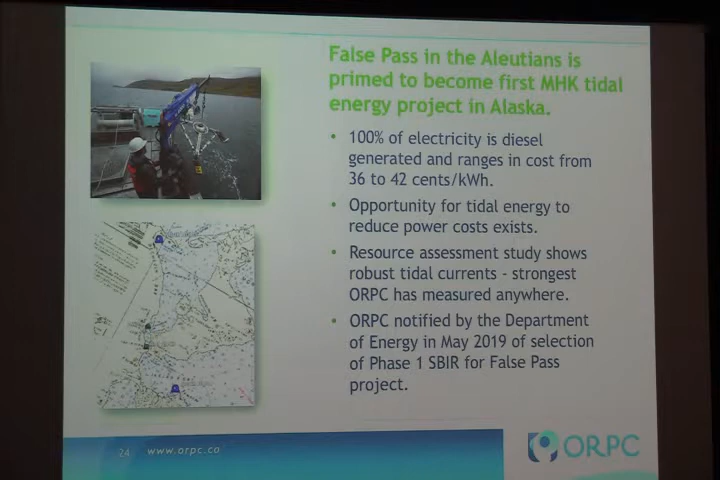 False Pass in the Aleutians is
primed to become first MHK tidal
energy project in Alaska.
• 100% of electricity is diesel
generated and ranges in cost from
36 to 42 cents/kWh.
• Opportunity for tidal energy to
reduce power costs exists.
• Resource assessment study shows
robust tidal currents - strongest
ORPC has measured anywhere.
• ORPC notified by the Department
of Energy in May 2019 of selection
of Phase 1 SBIR for False Pass
project.
24 www.orpc.co
ORPC